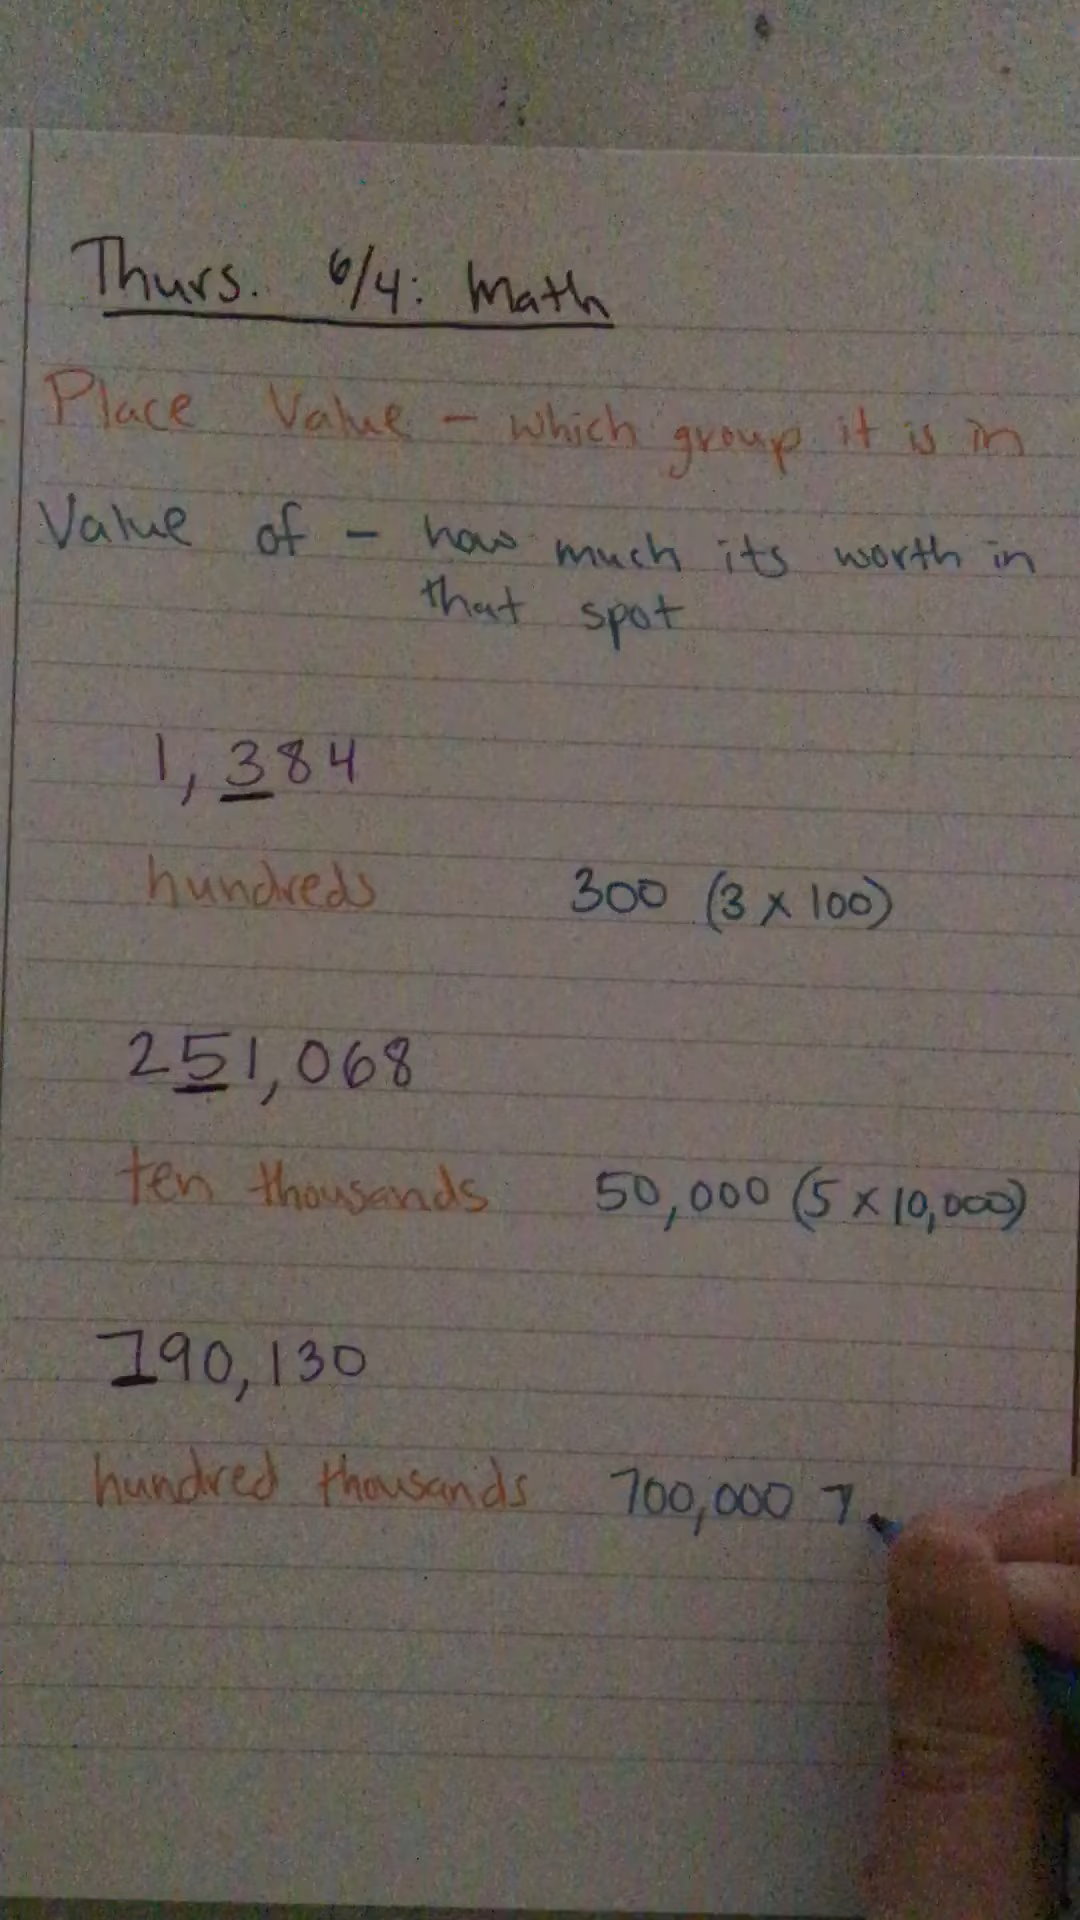 Thurs. 6/4: Math
Place Value - which group it is in
Value of - how much its worth in
that spot
1,384
hundreds 300 (3 x 100)
251,068
ten thousands 50,000 (5 x 10,000)
790,130
hundred thousands 700,000 7